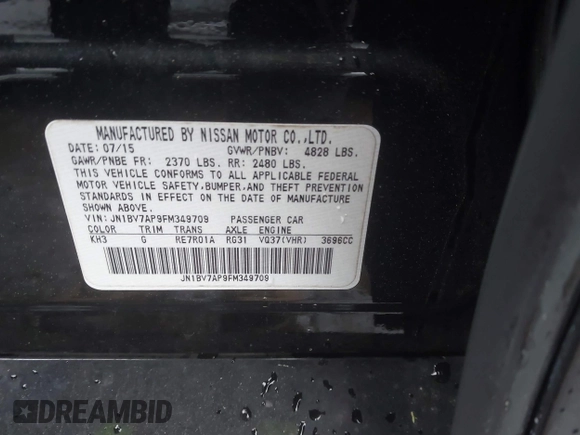 MANUFACTURED BY NISSAN MOTOR CO.,LTD.
DATE: 07/15 GVWR/PNBV: 4828 LBS.
GAWR/PNBE FR: 2370 LBS. RR: 2480 LBS.
THIS VEHICLE CONFORMS TO ALL APPLICABLE FEDERAL
MOTOR VEHICLE SAFETY,BUMPER,AND THEFT PREVENTION
STANDARDS IN EFFECT ON THE DATE OF MANUFACTURE
SHOWN ABOVE.
VIN: JN1BV7AP9FM349709 PASSENGER CAR
COLOR TRIM TRANS AXLE ENGINE
KH3 G RE7R01A RG31 VQ37(VHR) 3696CC
JN1BV7AP9FM349709
DREAMBID